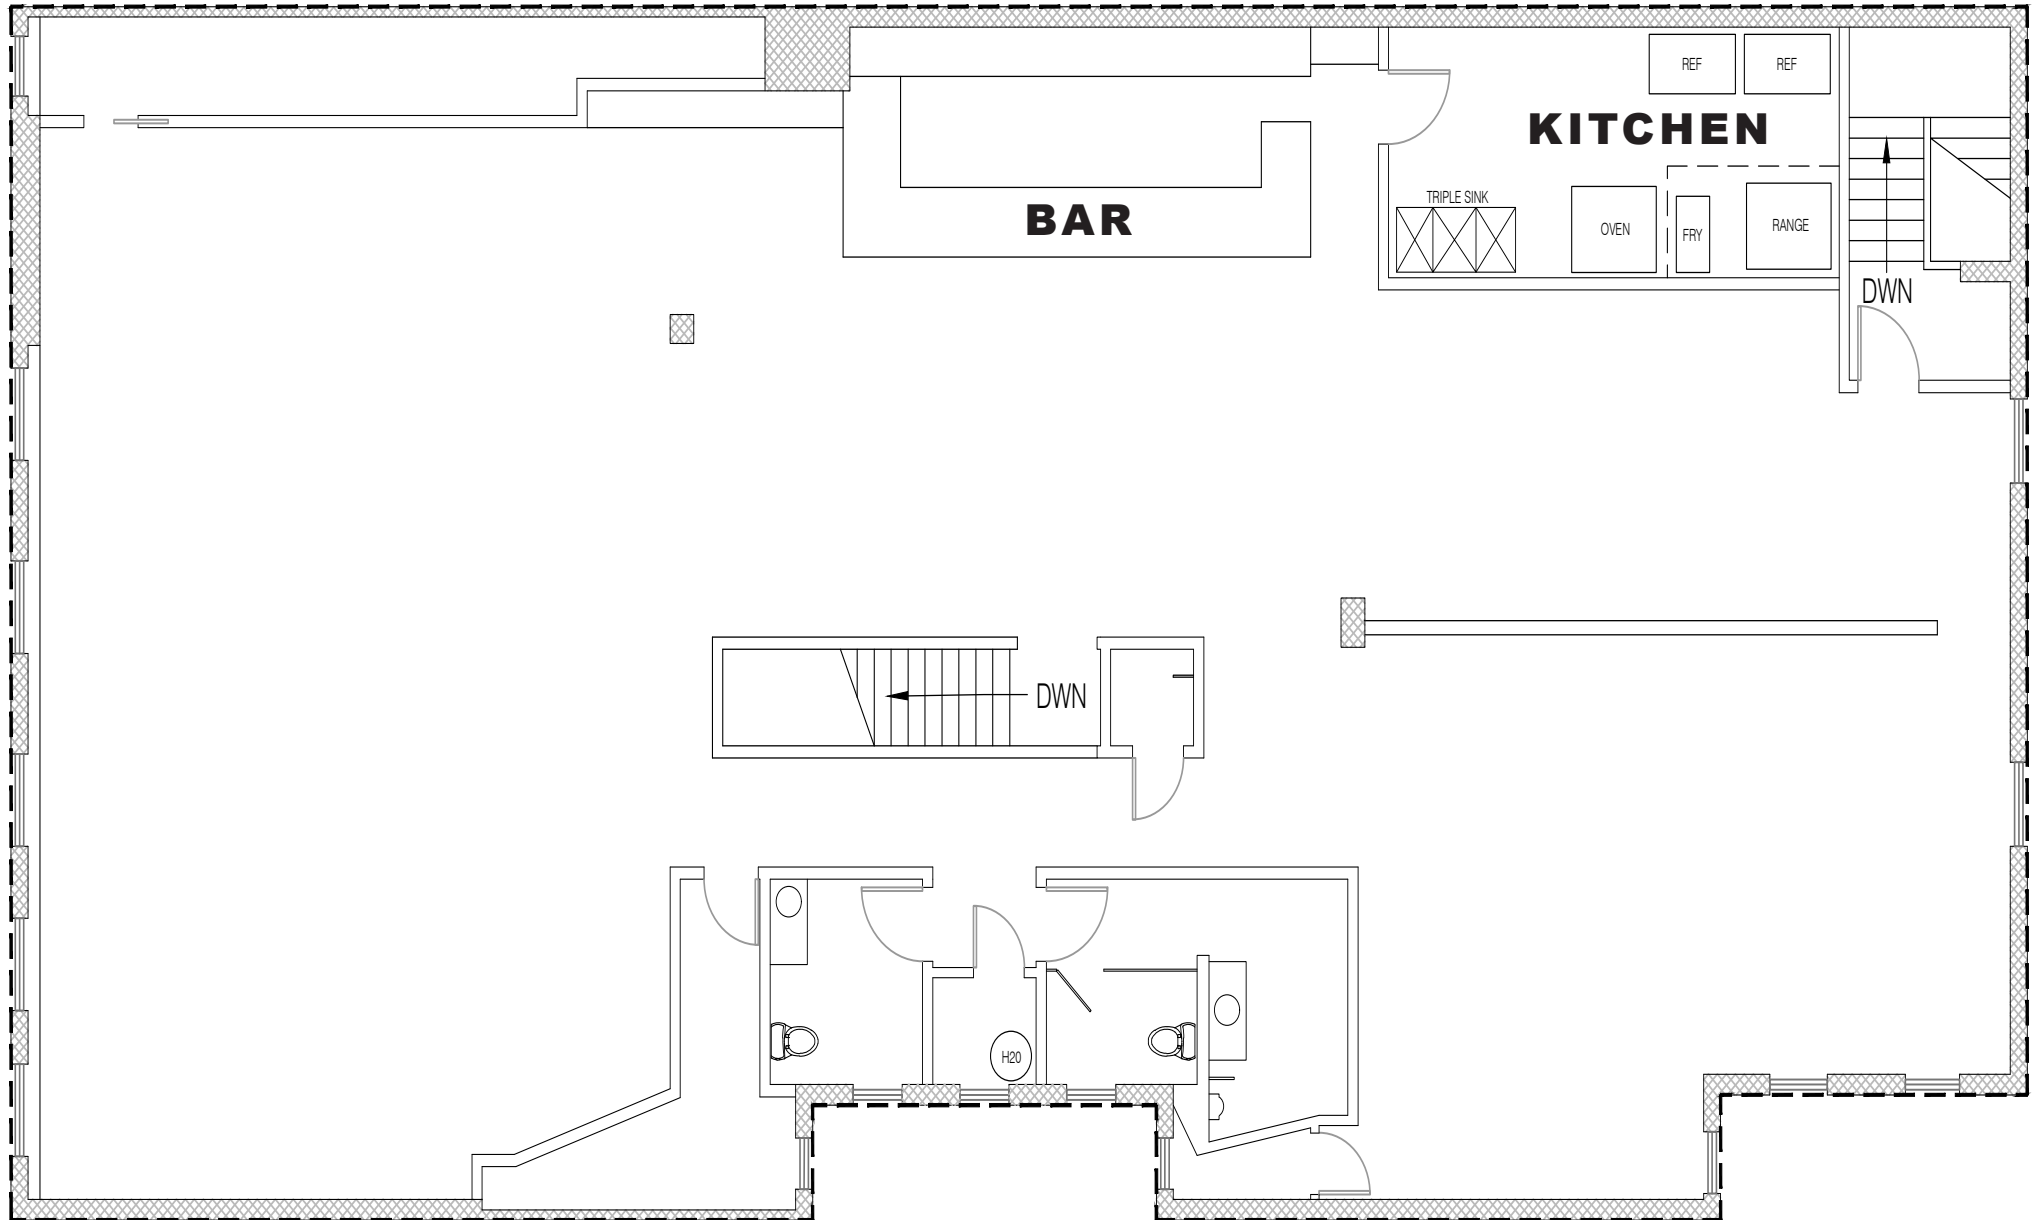 REF
REF
KITCHEN
TRIPLE SINK
BAR
OVEN
FRY
RANGE
DWN
DWN
H20